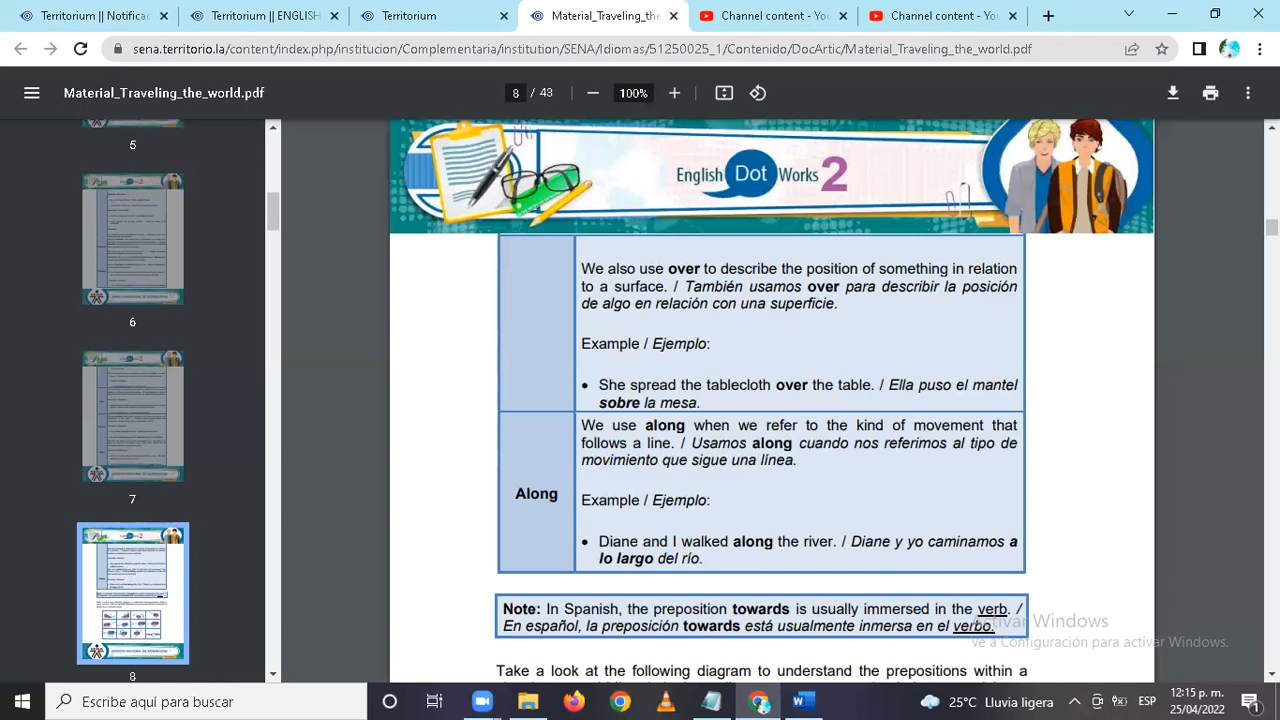 Territorium || Notificac
Territorium || ENGLISH
Territorium
Material_Traveling_the_wo
Channel content - You
Channel content - You
sena.territorio.la/content/index.php/institucion/Complementaria/institution/SENA/Idiomas/51250025_1/Contenido/DocArtic/Material_Traveling_the_world.pdf
Material_Traveling_the_world.pdf
8 / 43
100%
5
6
7
8
English Dot Works 2
We also use over to describe the position of something in relation
to a surface. / También usamos over para describir la posición
de algo en relación con una superficie.
Example / Ejemplo:
• She spread the tablecloth over the table. / Ella puso el mantel
sobre la mesa.
Along
We use along when we refer to the kind of movement that
follows a line. / Usamos along cuando nos referimos al tipo de
movimiento que sigue una línea.
Example / Ejemplo:
• Diane and I walked along the river. / Diane y yo caminamos a
lo largo del río.
Note: In Spanish, the preposition towards is usually immersed in the verb. /
En español, la preposición towards está usualmente inmersa en el verbo.
Activar Windows
Ve a Configuración para activar Windows.
Take a look at the following diagram to understand the prepositions within a
Escribe aquí para buscar
25°C Lluvia ligera
ESP
12:15 p. m.
25/04/2022
1